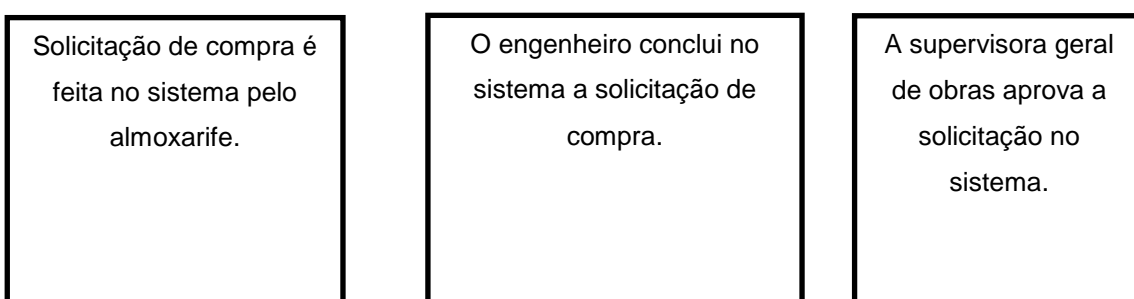 Solicitação de compra é
feita no sistema pelo
almoxarife.
O engenheiro conclui no
sistema a solicitação de
compra.
A supervisora geral
de obras aprova a
solicitação no
sistema.